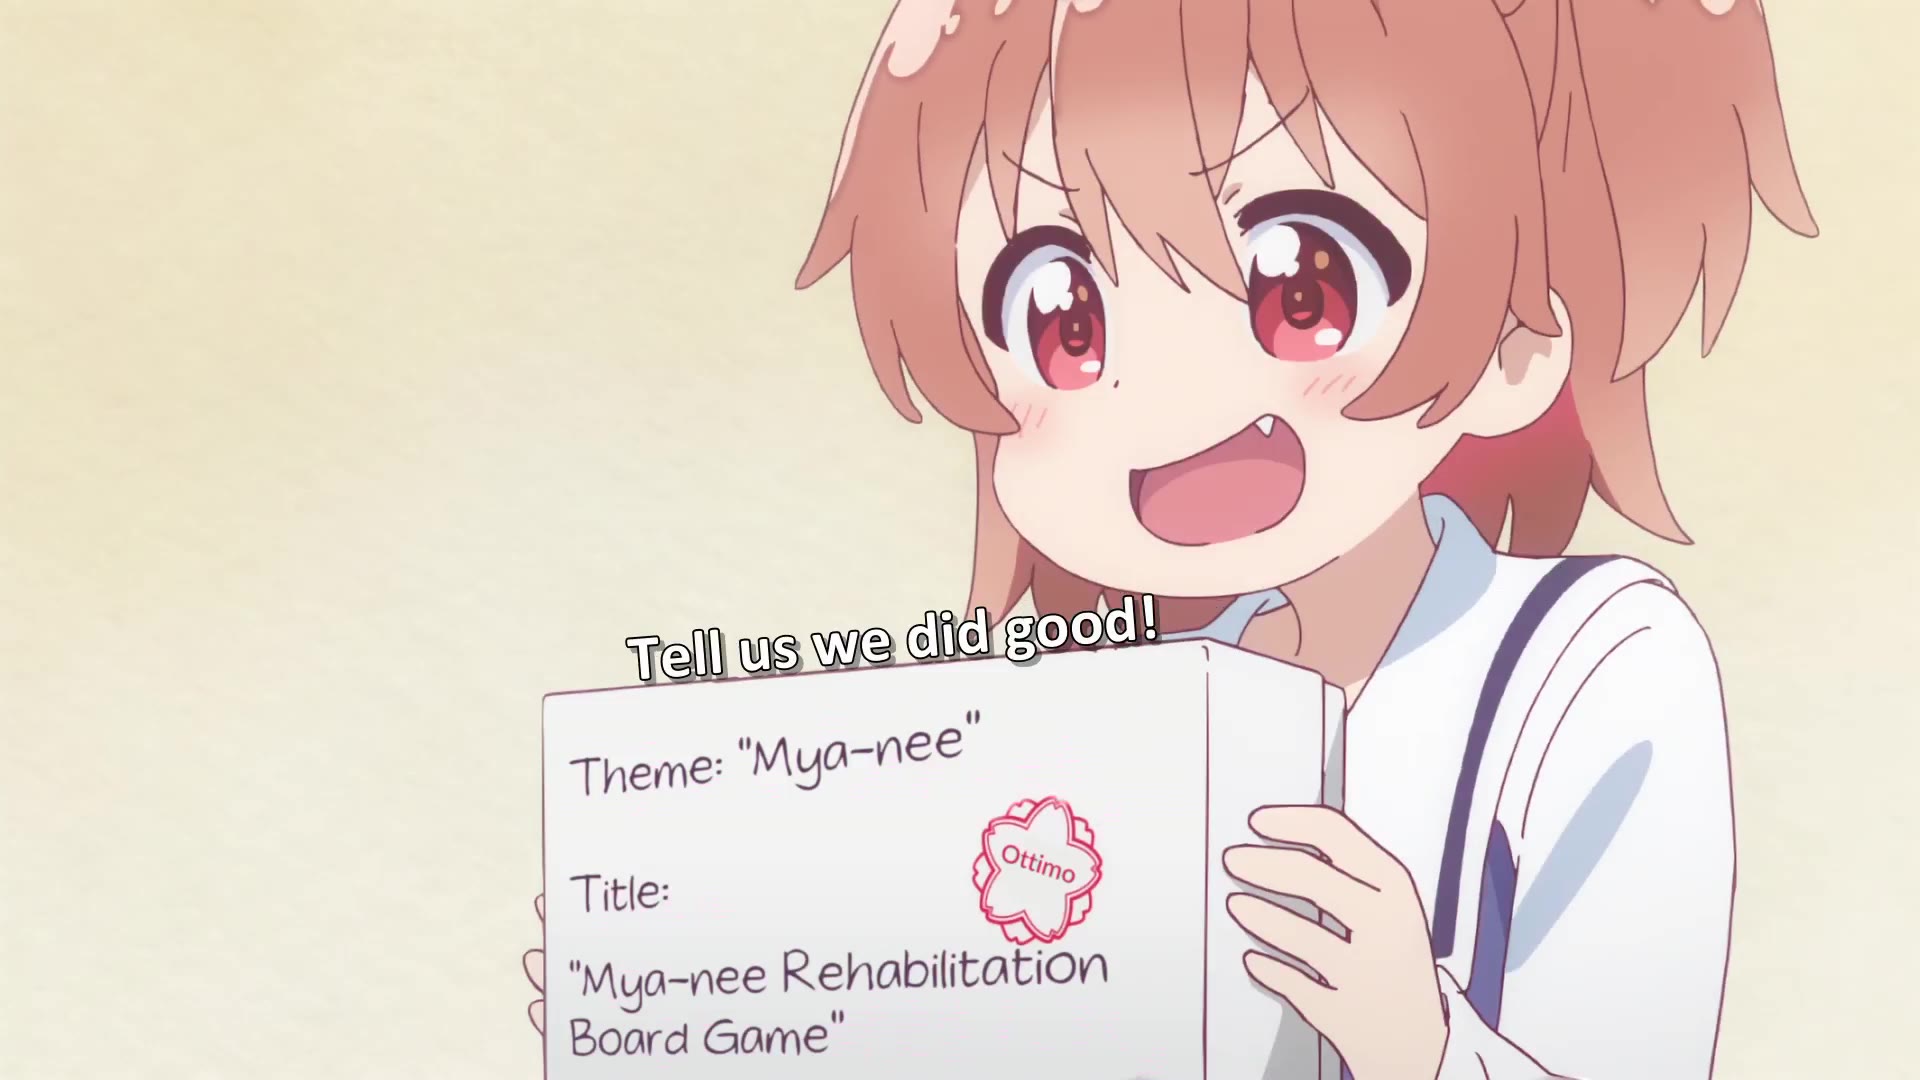 Tell us we did good!
Theme: "Mya-nee"
Ottimo
Title:
"Mya-nee Rehabilitation
Board Game"